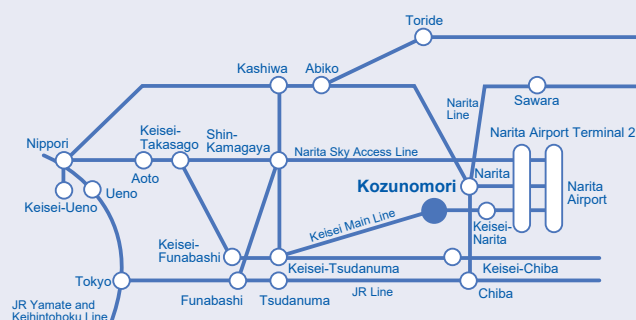 Toride
Kashiwa
Abiko
Narita
Line
Sawara
Nippori
Keisei-
Takasago
Shin-
Kamagaya
Narita Airport Terminal 2
Narita Sky Access Line
Aoto
Narita
Kozunomori
Keisei-Ueno
Ueno
Narita
Airport
Keisei Main Line
Keisei-
Narita
Keisei-
Funabashi
Keisei-Tsudanuma
Keisei-Chiba
Tokyo
Funabashi
Tsudanuma
JR Line
Chiba
JR Yamate and
Keihintohoku Line